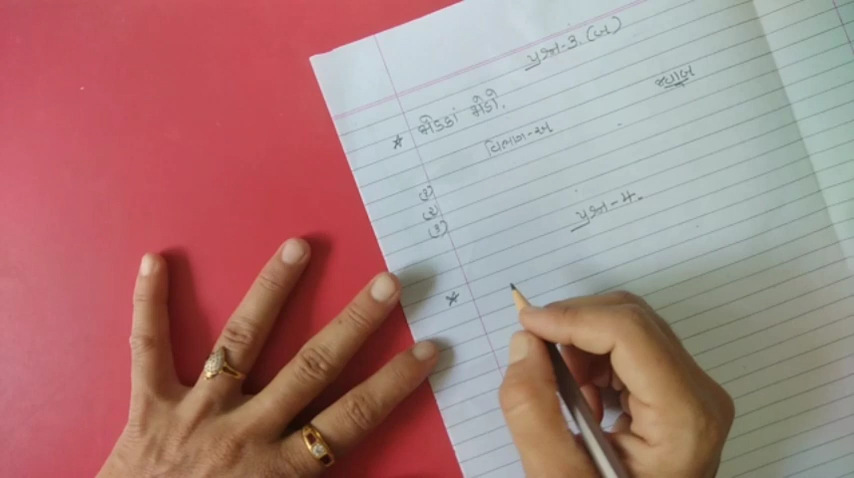 પ્રશ્ન-૩.(બ)
* જોડકાં જોડો.
વિભાગ-અ જવાબ
(૧)
(૨)
(૩)
પ્રશ્ન-૪.
*